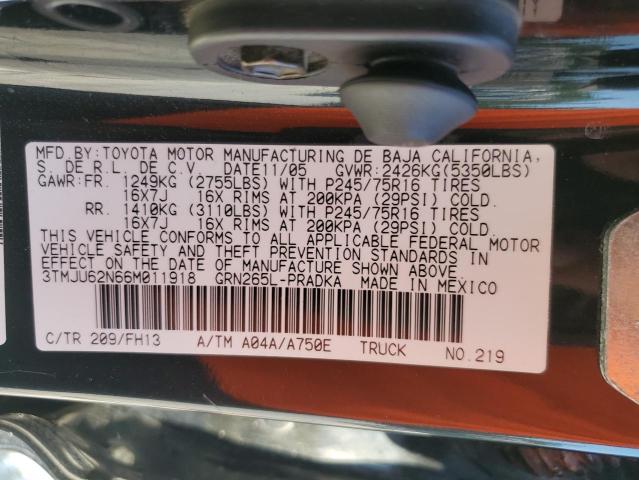 MFD.BY:TOYOTA MOTOR MANUFACTURING DE BAJA CALIFORNIA,
S. DE R.L. DE C.V. DATE11/05 GVWR:2426KG(5350LBS)
GAWR:FR. 1249KG (2755LBS) WITH P245/75R16 TIRES
16X7J 16X RIMS AT 200KPA (29PSI) COLD.
RR. 1410KG (3110LBS) WITH P245/75R16 TIRES
16X7J 16X RIMS AT 200KPA (29PSI) COLD.
THIS VEHICLE CONFORMS TO ALL APPLICABLE FEDERAL MOTOR
VEHICLE SAFETY AND THEFT PREVENTION STANDARDS IN
EFFECT ON THE DATE OF MANUFACTURE SHOWN ABOVE.
3TMJU62N66M011918 GRN265L-PRADKA MADE IN MEXICO
C/TR 209/FH13 A/TM A04A/A750E TRUCK NO.219